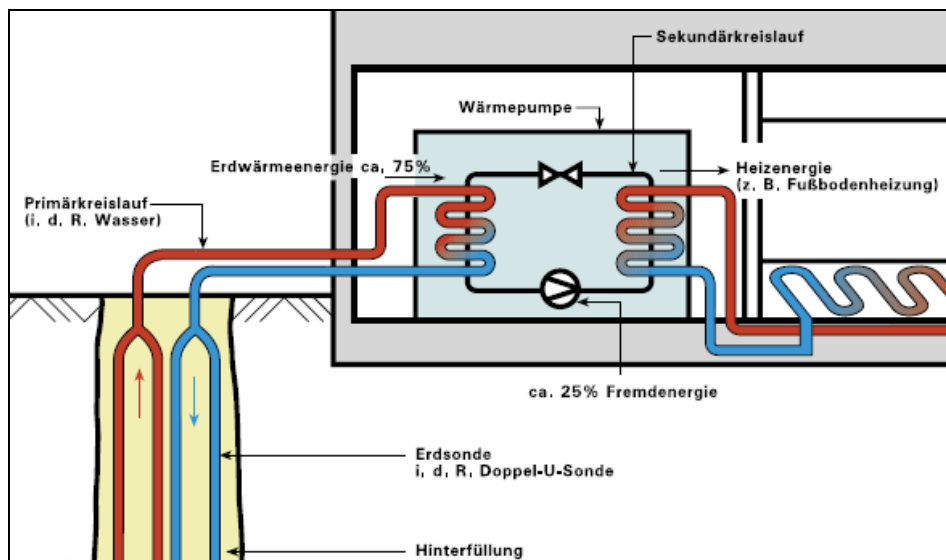 Sekundärkreislauf
Wärmepumpe
Erdwärmeenergie ca. 75%
Heizenergie
(z. B. Fußbodenheizung)
Primärkreislauf
(i. d. R. Wasser)
ca. 25% Fremdenergie
Erdsonde
i. d. R. Doppel-U-Sonde
Hinterfüllung